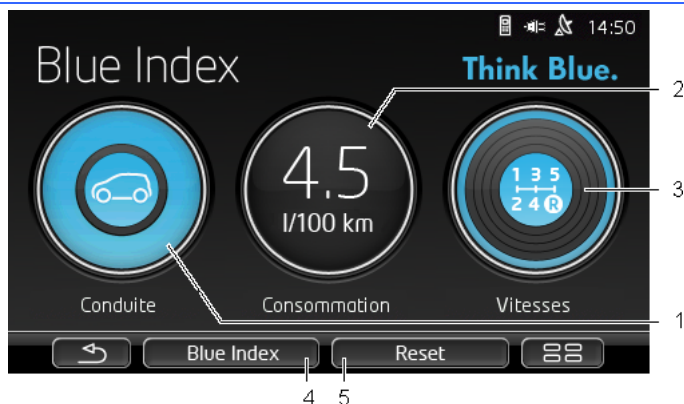 14:50
Blue Index
Think Blue.
2
4.5
l/100 km
1 3 5
2 4 R
3
Conduite Consommation Vitesses
1
Blue Index Reset
4 5